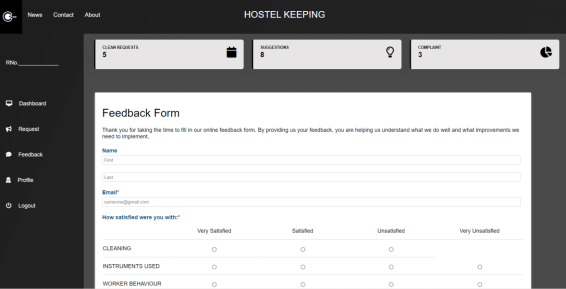 News Contact About HOSTEL KEEPING
CLEAN REQUESTS
5
SUGGESTIONS
8
COMPLAINT
3
RNo.
Dashboard
Request
Feedback
Profile
Logout
Feedback Form
Thank you for taking the time to fill in our online feedback form. By providing us your feedback, you are helping us understand what we do well and what improvements we
need to implement.
Name
First
Last
Email*
someone@gmail.com
How satisfied were you with:*
Very Satisfied Satisfied Unsatisfied Very Unsatisfied
CLEANING
INSTRUMENTS USED
WORKER BEHAVIOUR